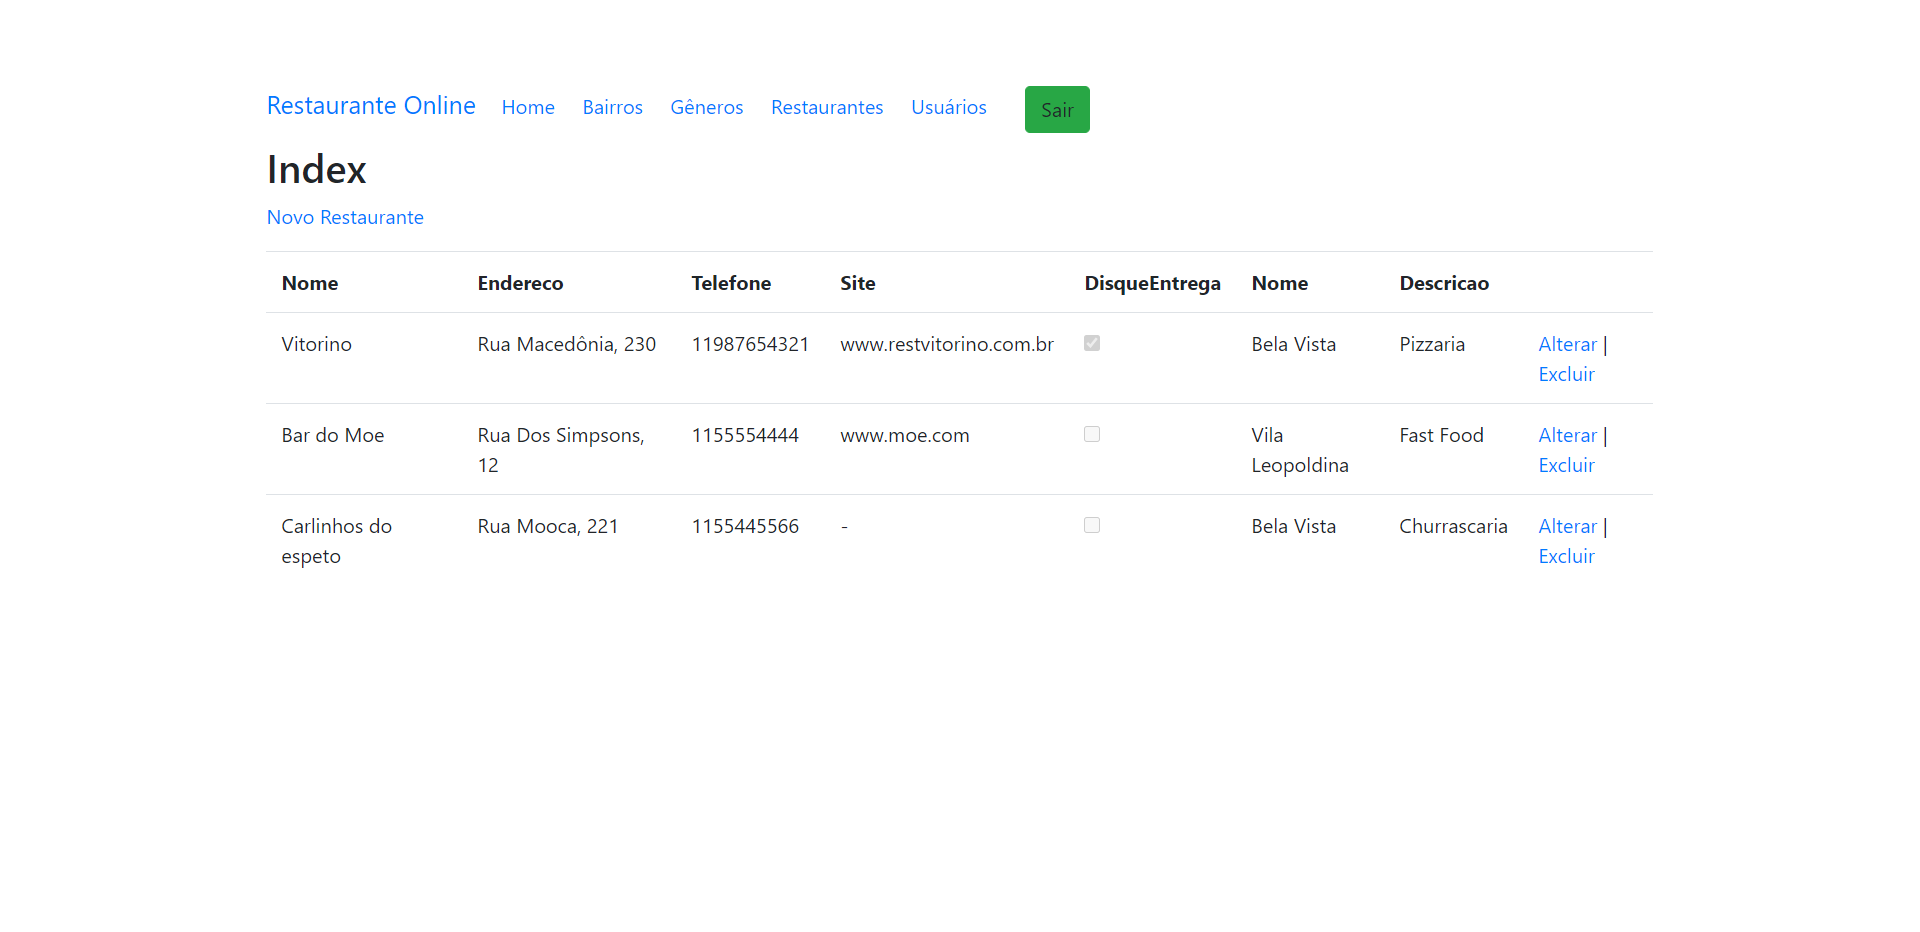 Restaurante Online Home Bairros Gêneros Restaurantes Usuários Sair
Index
Novo Restaurante
Nome Endereco Telefone Site DisqueEntrega Nome Descricao
Vitorino Rua Macedônia, 230 11987654321 www.restvitorino.com.br Bela Vista Pizzaria Alterar |
Excluir
Bar do Moe Rua Dos Simpsons, 1155554444 www.moe.com Vila Fast Food Alterar |
12 Leopoldina Excluir
Carlinhos do Rua Mooca, 221 1155445566 - Bela Vista Churrascaria Alterar |
espeto Excluir